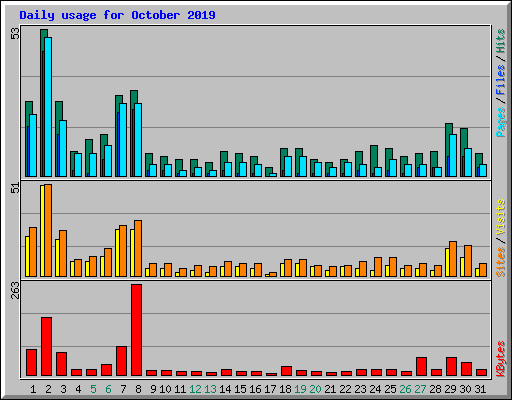 Daily usage for October 2019
53
Pages / Files / Hits
51
Sites / Visits
263
KBytes
1 2 3 4 5 6 7 8 9 10 11 12 13 14 15 16 17 18 19 20 21 22 23 24 25 26 27 28 29 30 31